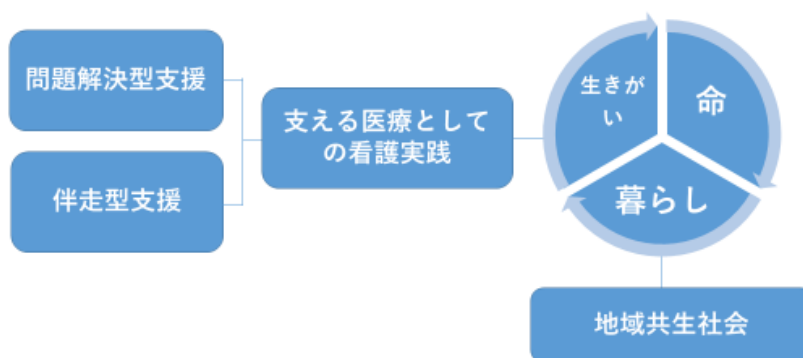 問題解決型支援
伴走型支援
支える医療として
の看護実践
生きが
い
命
暮らし
地域共生社会